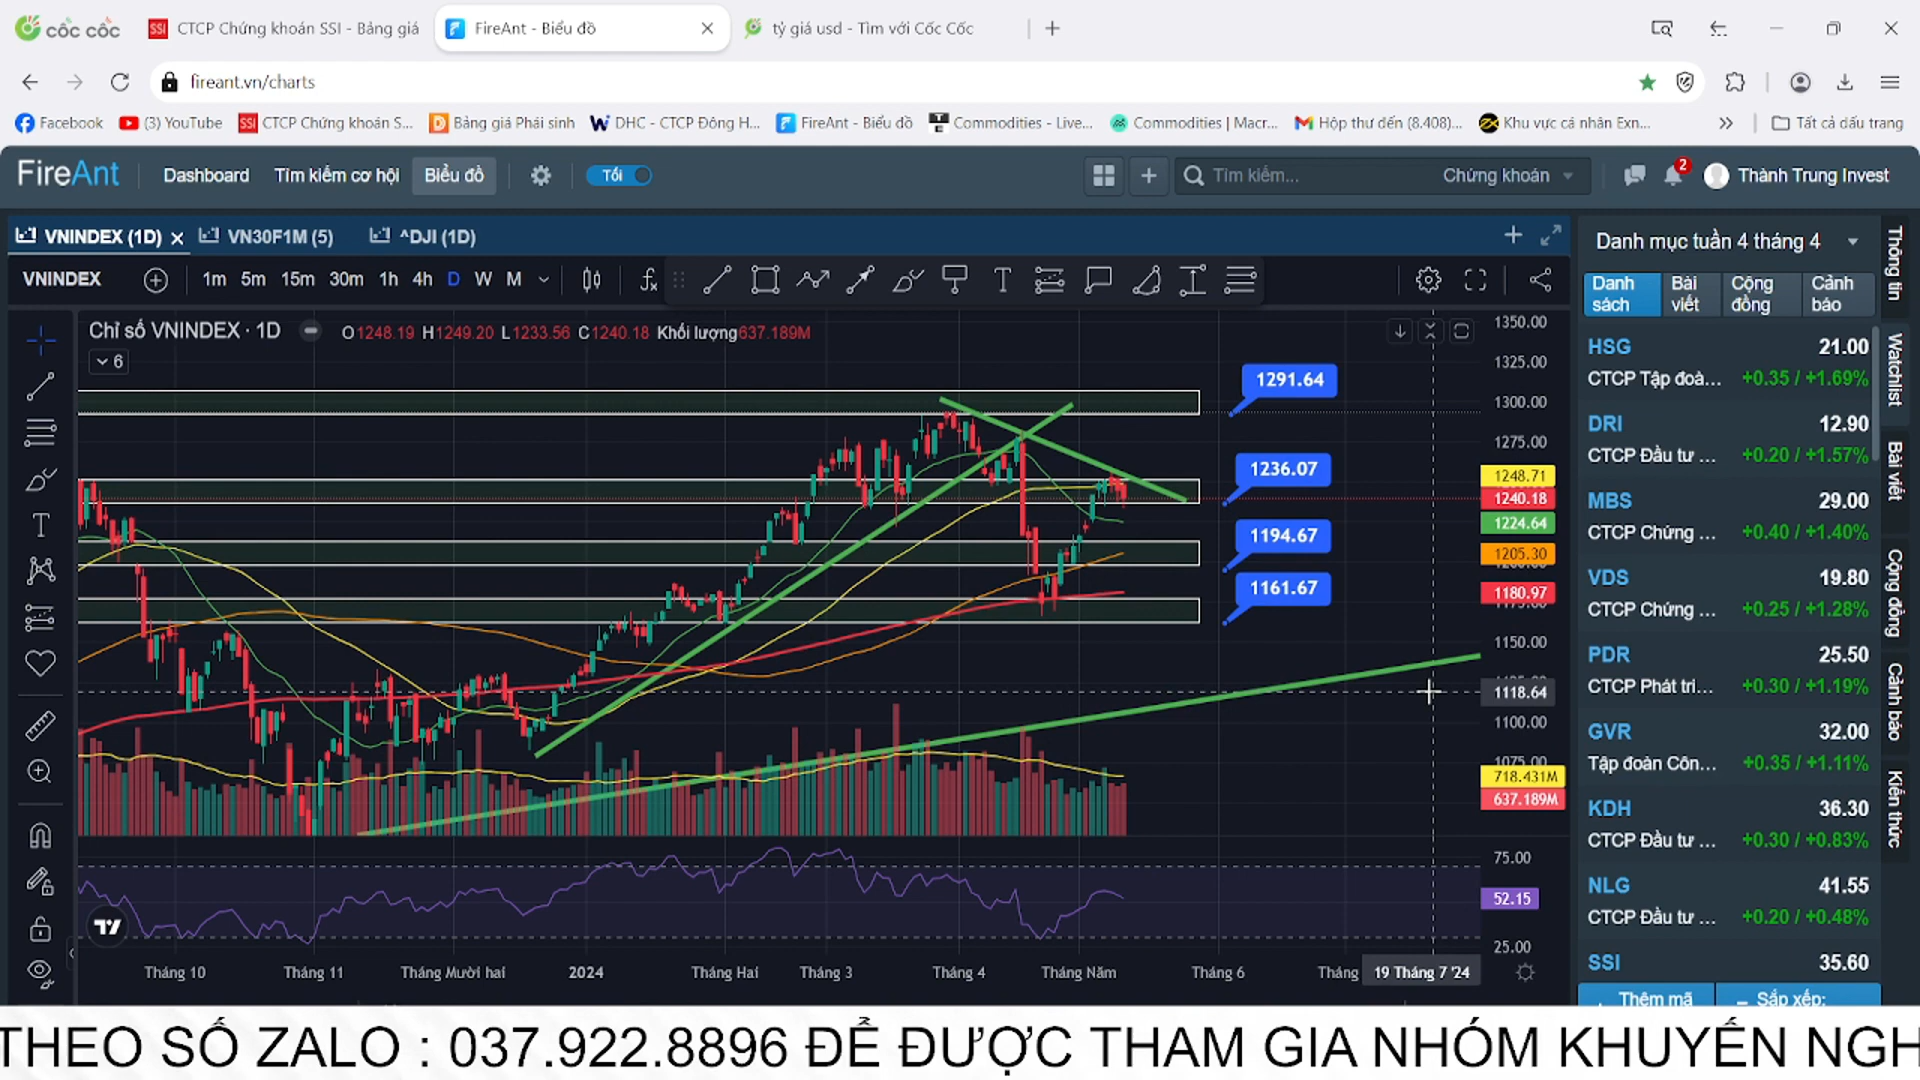 cốc cốc
SSI CTCP Chứng khoán SSI - Bảng giá
FireAnt - Biểu đồ
tỷ giá usd - Tìm với Cốc Cốc
fireant.vn/charts
Facebook
(3) YouTube
SSI CTCP Chứng khoán S...
Bảng giá Phái sinh
DHC - CTCP Đông H...
FireAnt - Biểu đồ
Commodities - Live...
Commodities | Macr...
Hộp thư đến (8.408)...
Khu vực cá nhân Exn...
Tất cả dấu trang
FireAnt
Dashboard
Tìm kiếm cơ hội
Biểu đồ
Tối
Tìm kiếm...
Chứng khoán
2
Thành Trung Invest
VNINDEX (1D)
VN30F1M (5)
^DJI (1D)
VNINDEX
1m 5m 15m 30m 1h 4h D W M
Chỉ số VNINDEX · 1D
O1248.19 H1249.20 L1233.56 C1240.18 Khối lượng637.189M
6
1291.64
1236.07
1194.67
1161.67
1350.00
1325.00
1300.00
1275.00
1248.71
1240.18
1224.64
1205.30
1180.97
1150.00
1118.64
1100.00
1075.00
718.431M
637.189M
75.00
52.15
25.00
Tháng 10
Tháng 11
Tháng Mười hai
2024
Tháng Hai
Tháng 3
Tháng 4
Tháng Năm
Tháng 6
Tháng
19 Tháng 7 '24
Danh mục tuần 4 tháng 4
Danh sách
Bài viết
Cộng đồng
Cảnh báo
HSG 21.00
CTCP Tập đoà... +0.35 / +1.69%
DRI 12.90
CTCP Đầu tư ... +0.20 / +1.57%
MBS 29.00
CTCP Chứng ... +0.40 / +1.40%
VDS 19.80
CTCP Chứng ... +0.25 / +1.28%
PDR 25.50
CTCP Phát tri... +0.30 / +1.19%
GVR 32.00
Tập đoàn Côn... +0.35 / +1.11%
KDH 36.30
CTCP Đầu tư ... +0.30 / +0.83%
NLG 41.55
CTCP Đầu tư ... +0.20 / +0.48%
SSI 35.60
Thêm mã
Sắp xếp:
Thông tin
Watchlist
Bài viết
Cộng đồng
Cảnh báo
Kiến thức
THEO SỐ ZALO : 037.922.8896 ĐỂ ĐƯỢC THAM GIA NHÓM KHUYẾN NGH